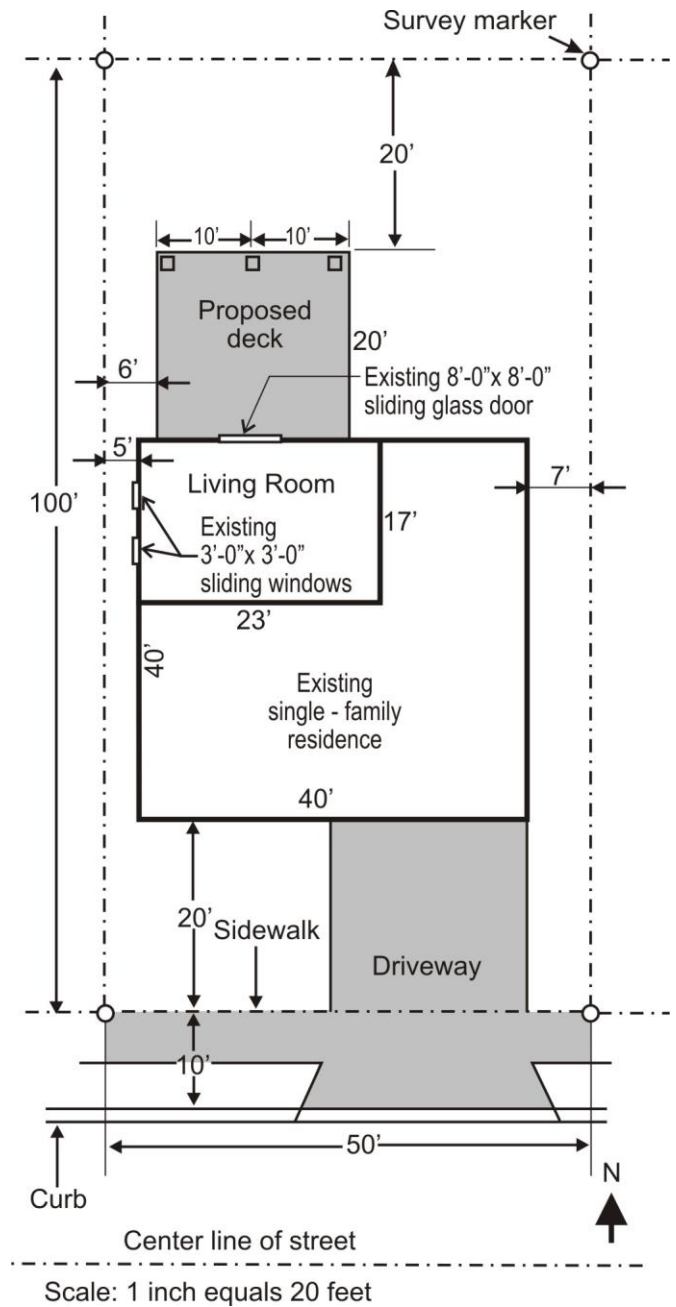 Survey marker
20’
10’ 10’
Proposed
deck
20’
6’
Existing 8’-0”x 8’-0”
sliding glass door
5’
7’
100’
Living Room
17’
Existing
3’-0”x 3’-0”
sliding windows
23’
40’
Existing
single - family
residence
40’
20’
Sidewalk
Driveway
10’
50’
Curb
N
Center line of street
Scale: 1 inch equals 20 feet